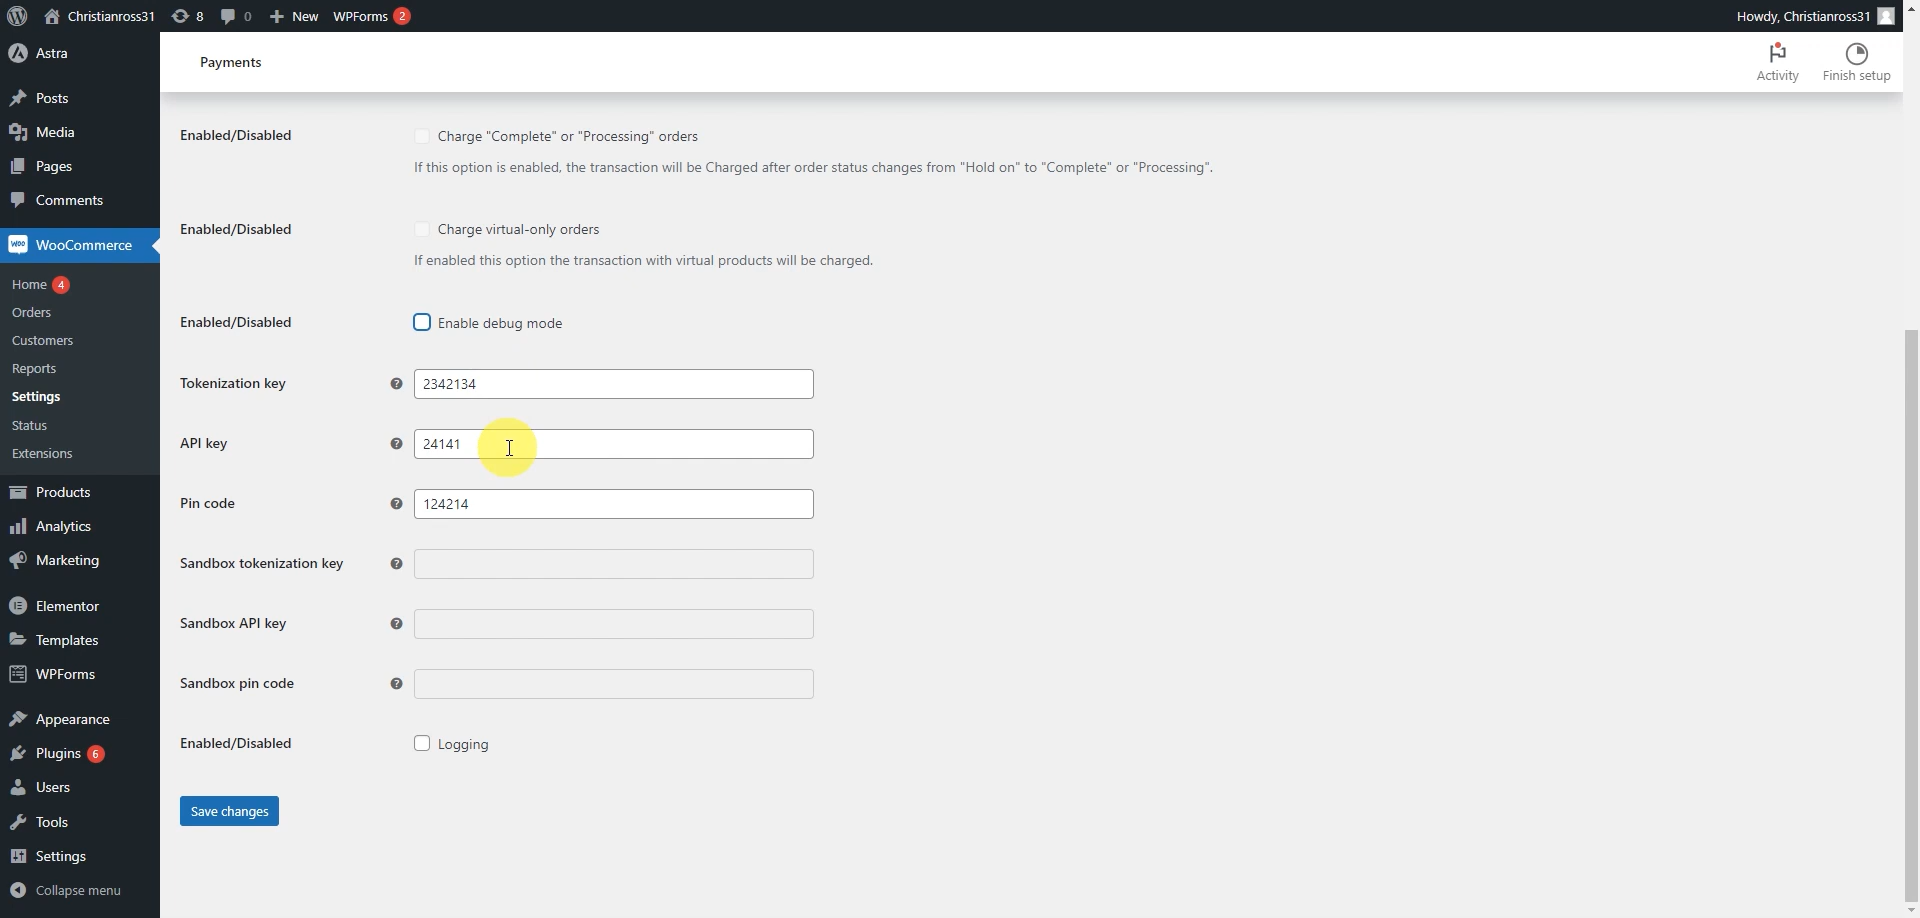 Christianross31 8 0 New WPForms 2 Howdy, Christianross31
Astra
Posts
Media
Pages
Comments
WooCommerce
Home 4
Orders
Customers
Reports
Settings
Status
Extensions
Products
Analytics
Marketing
Elementor
Templates
WPForms
Appearance
Plugins 6
Users
Tools
Settings
Collapse menu
Payments
Activity
Finish setup
Enabled/Disabled Charge "Complete" or "Processing" orders
If this option is enabled, the transaction will be Charged after order status changes from "Hold on" to "Complete" or "Processing".
Enabled/Disabled Charge virtual-only orders
If enabled this option the transaction with virtual products will be charged.
Enabled/Disabled Enable debug mode
Tokenization key ? 2342134
API key ? 24141
Pin code ? 124214
Sandbox tokenization key ?
Sandbox API key ?
Sandbox pin code ?
Enabled/Disabled Logging
Save changes